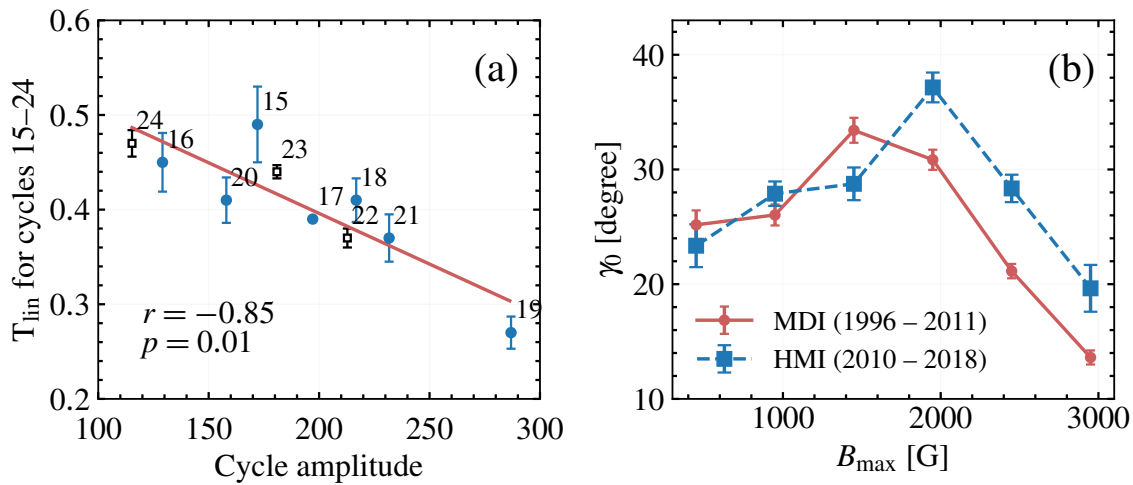 (a)
T_lin for cycles 15–24
0.6
0.5
0.4
0.3
0.2
24
16
15
20
23
17
18
22
21
19
r = −0.85
p = 0.01
100
150
200
250
300
Cycle amplitude
(b)
γ₀ [degree]
40
30
20
10
MDI (1996 – 2011)
HMI (2010 – 2018)
1000
2000
3000
B_max [G]